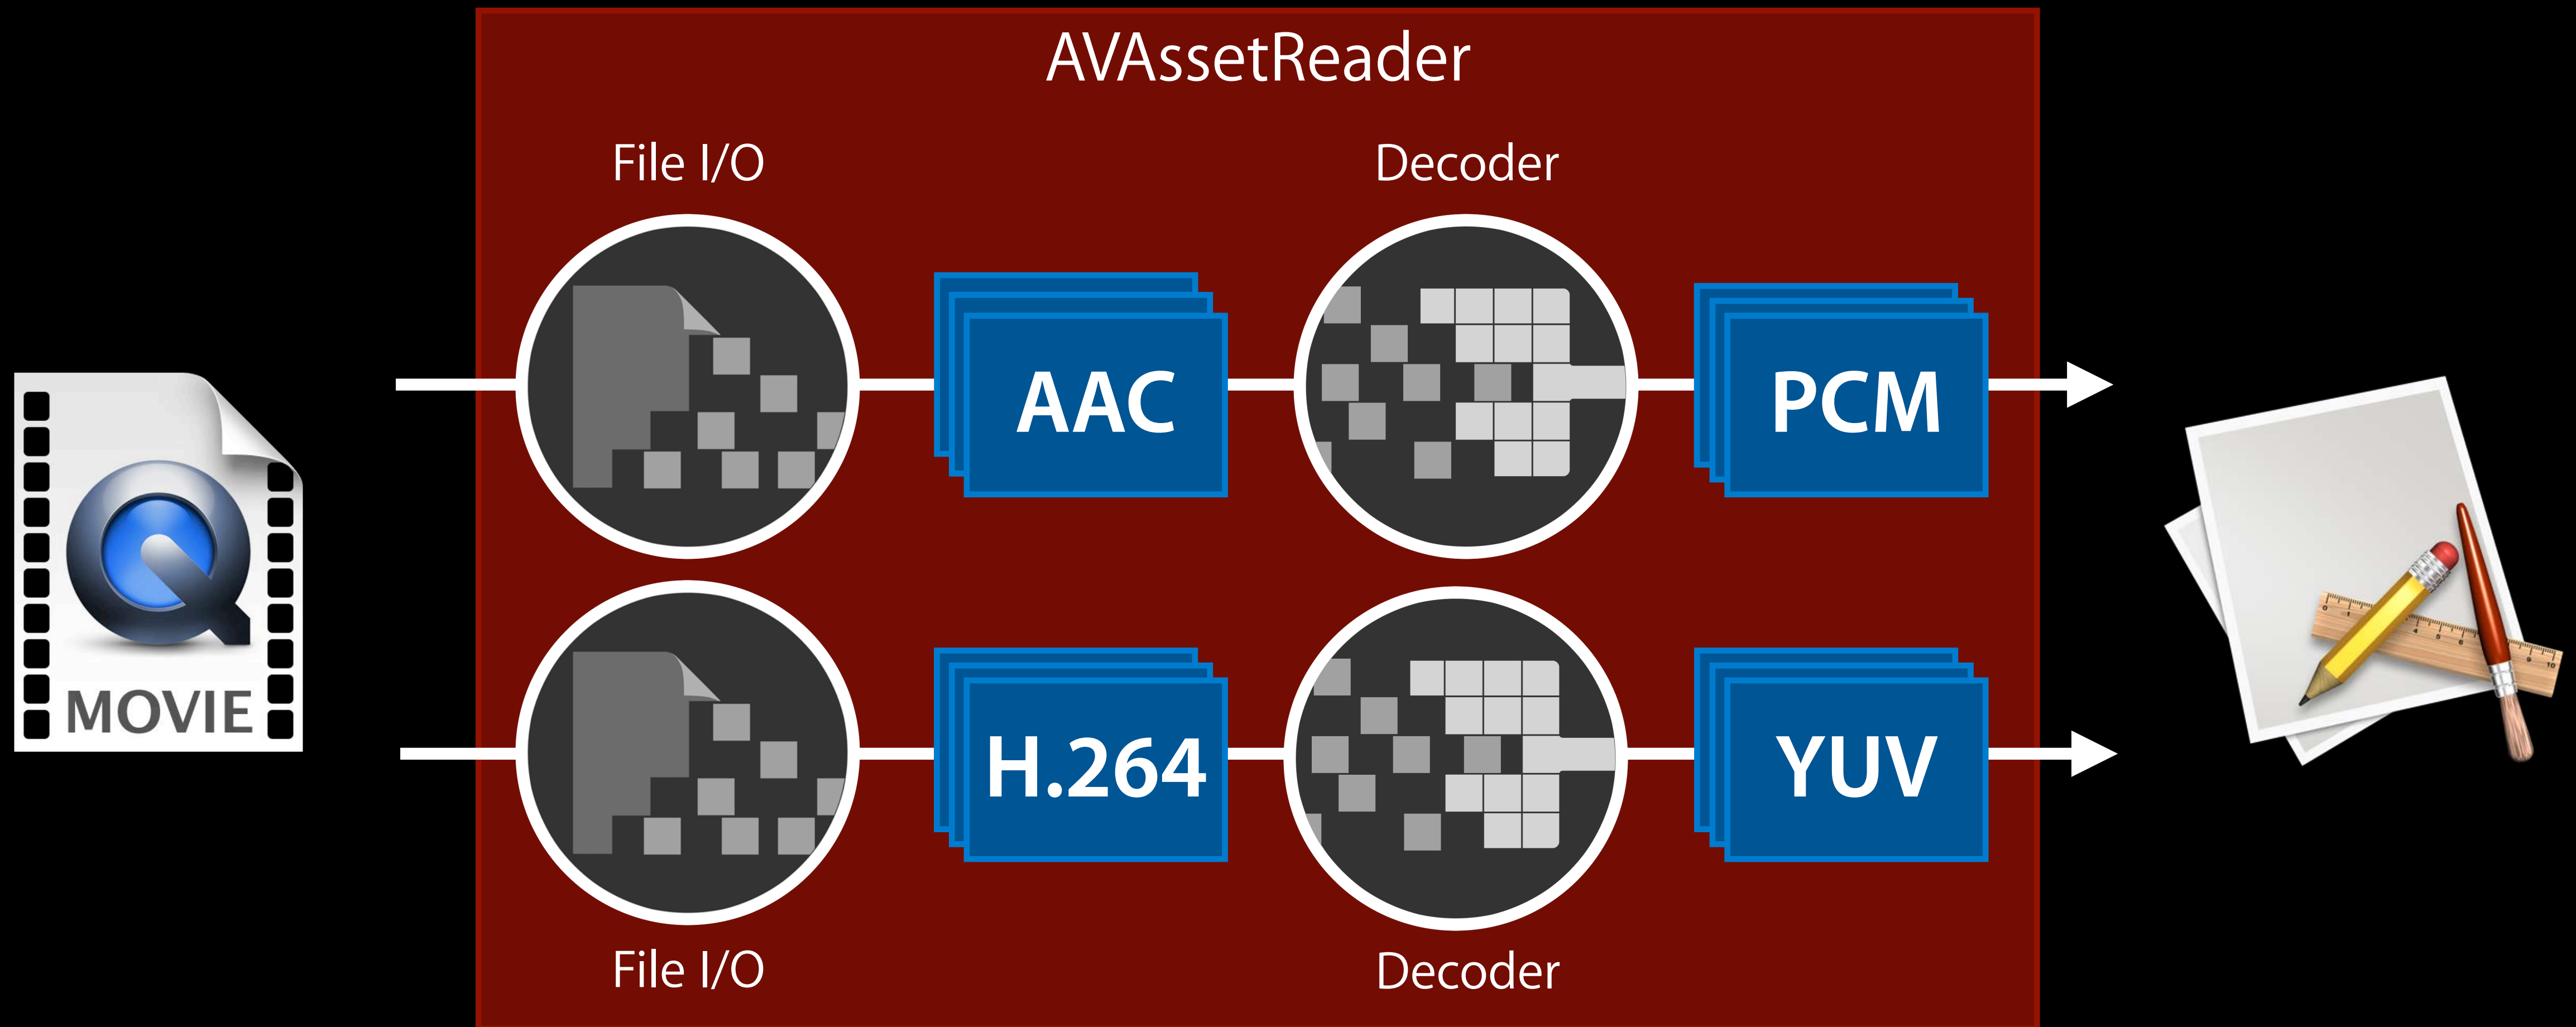 AVAssetReader
File I/O
Decoder
AAC
PCM
MOVIE
H.264
YUV
File I/O
Decoder